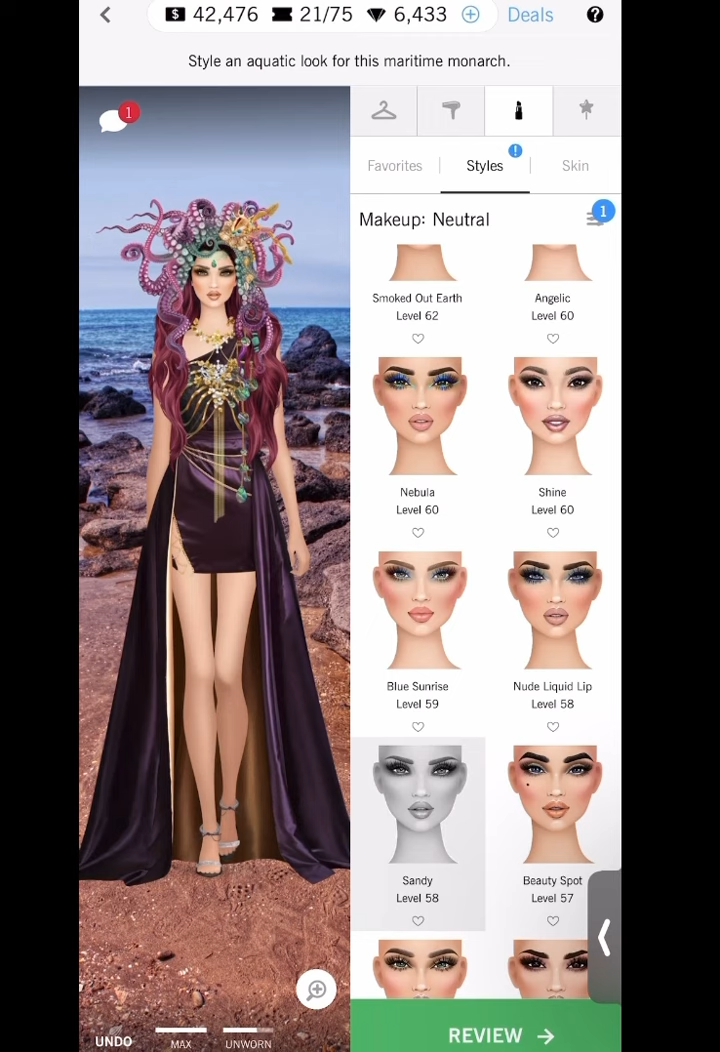 $ 42,476 21/75 6,433 Deals ?
Style an aquatic look for this maritime monarch.
1
Favorites Styles ! Skin
Makeup: Neutral 1
Smoked Out Earth Angelic
Level 62 Level 60
Nebula Shine
Level 60 Level 60
Blue Sunrise Nude Liquid Lip
Level 59 Level 58
Sandy Beauty Spot
Level 58 Level 57
UNDO MAX UNWORN
REVIEW